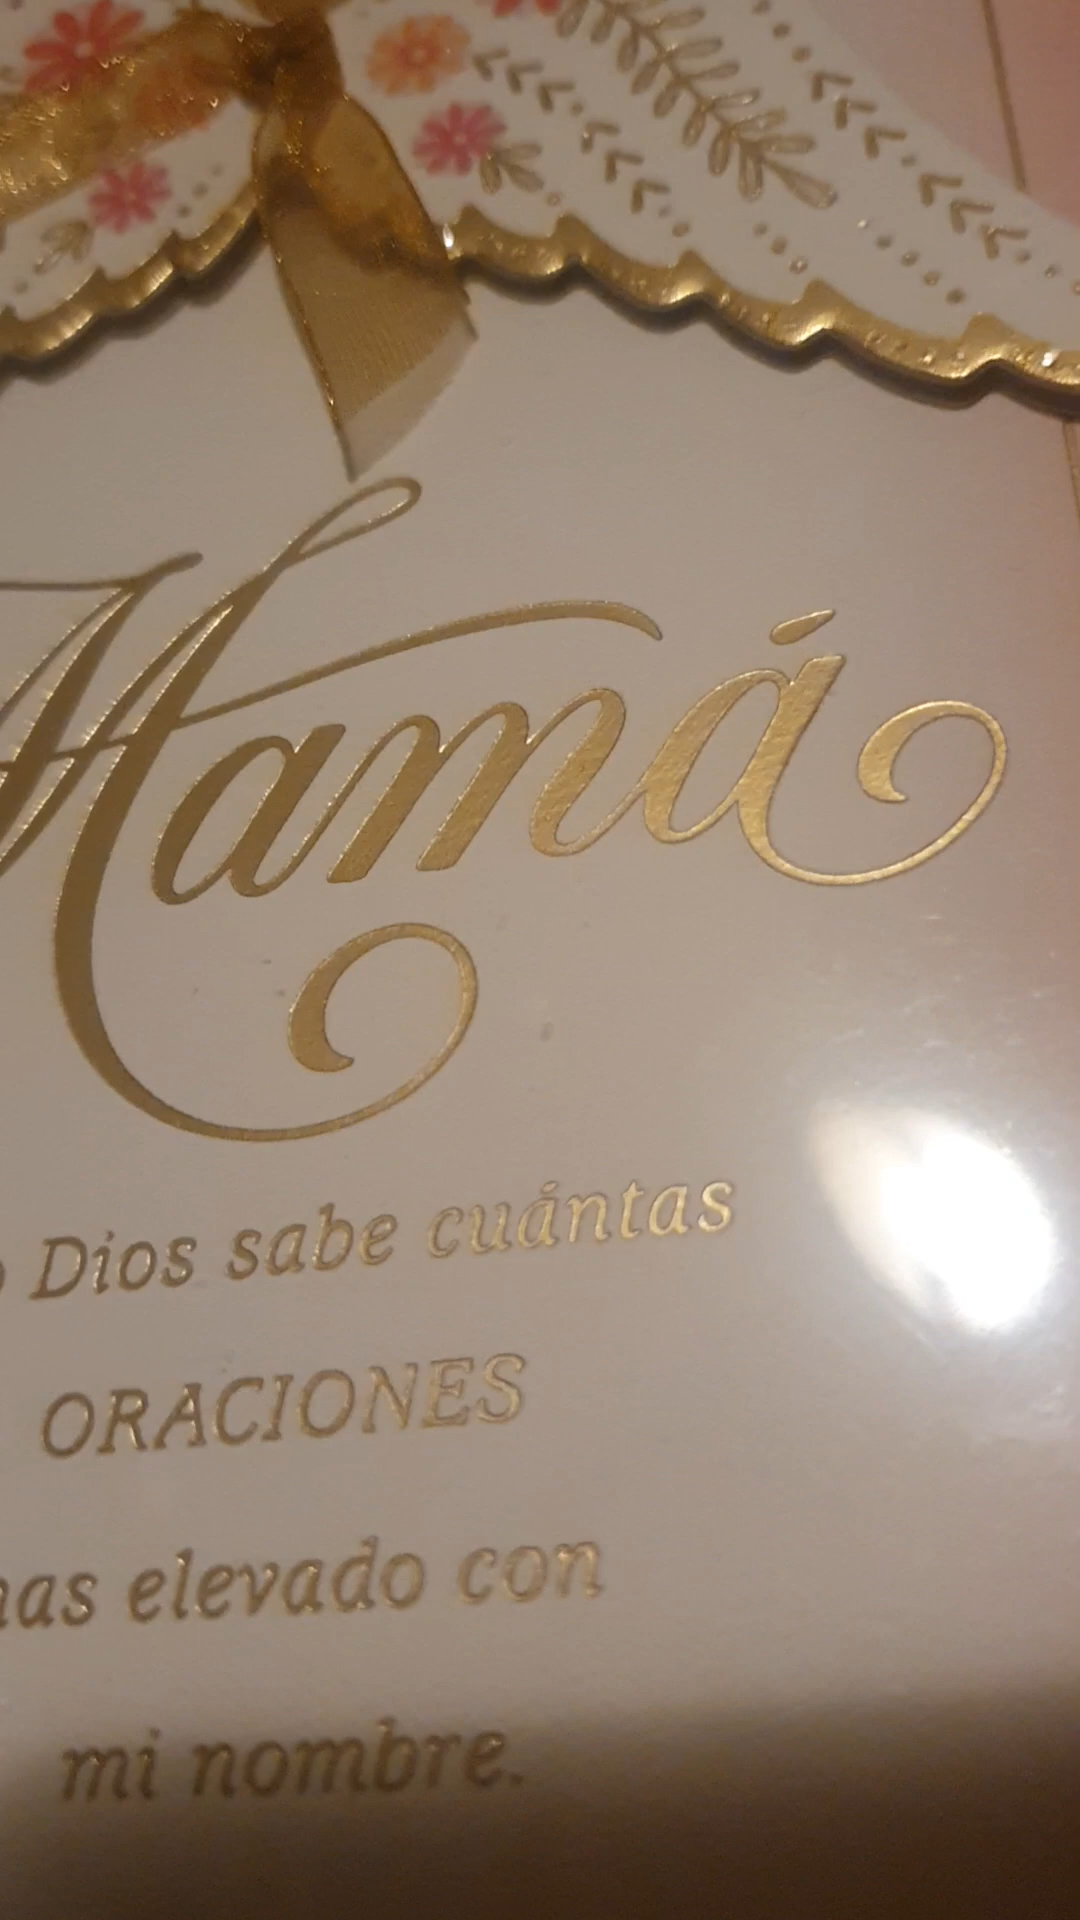 Mamá
Dios sabe cuántas
ORACIONES
has elevado con
mi nombre.